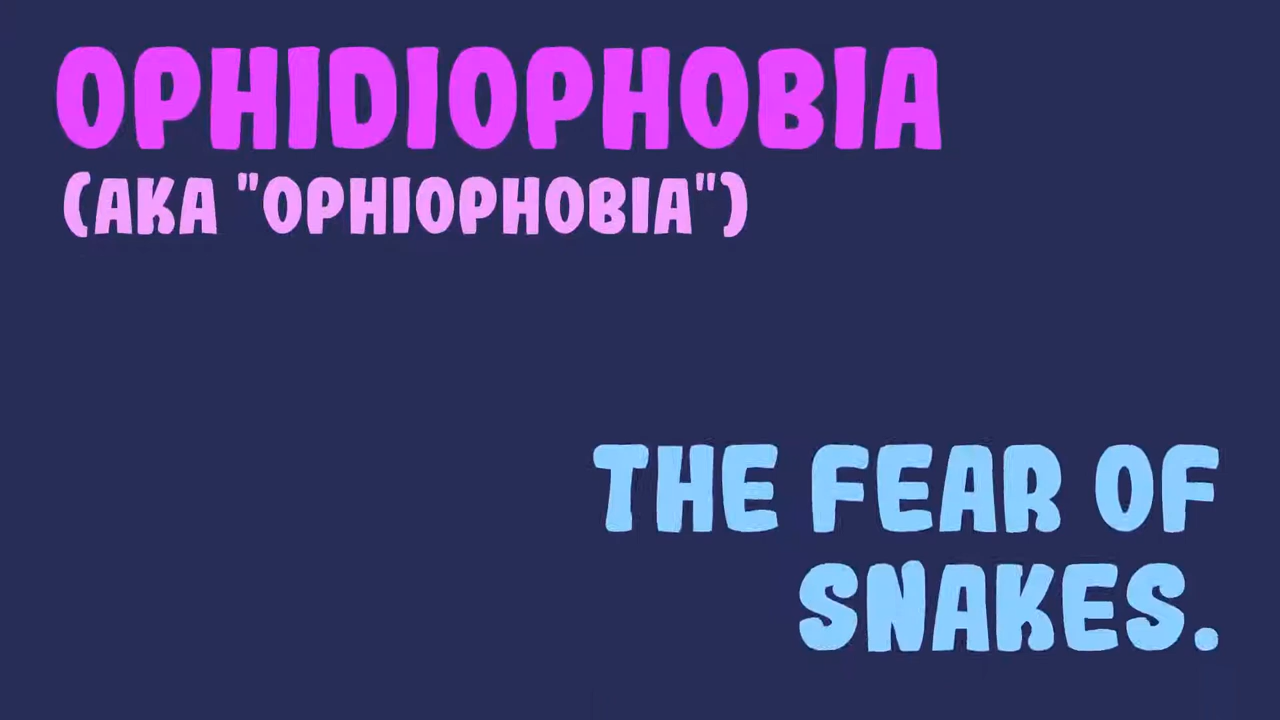 OPHIDIOPHOBIA
(AKA "OPHIOPHOBIA")
THE FEAR OF
SNAKES.